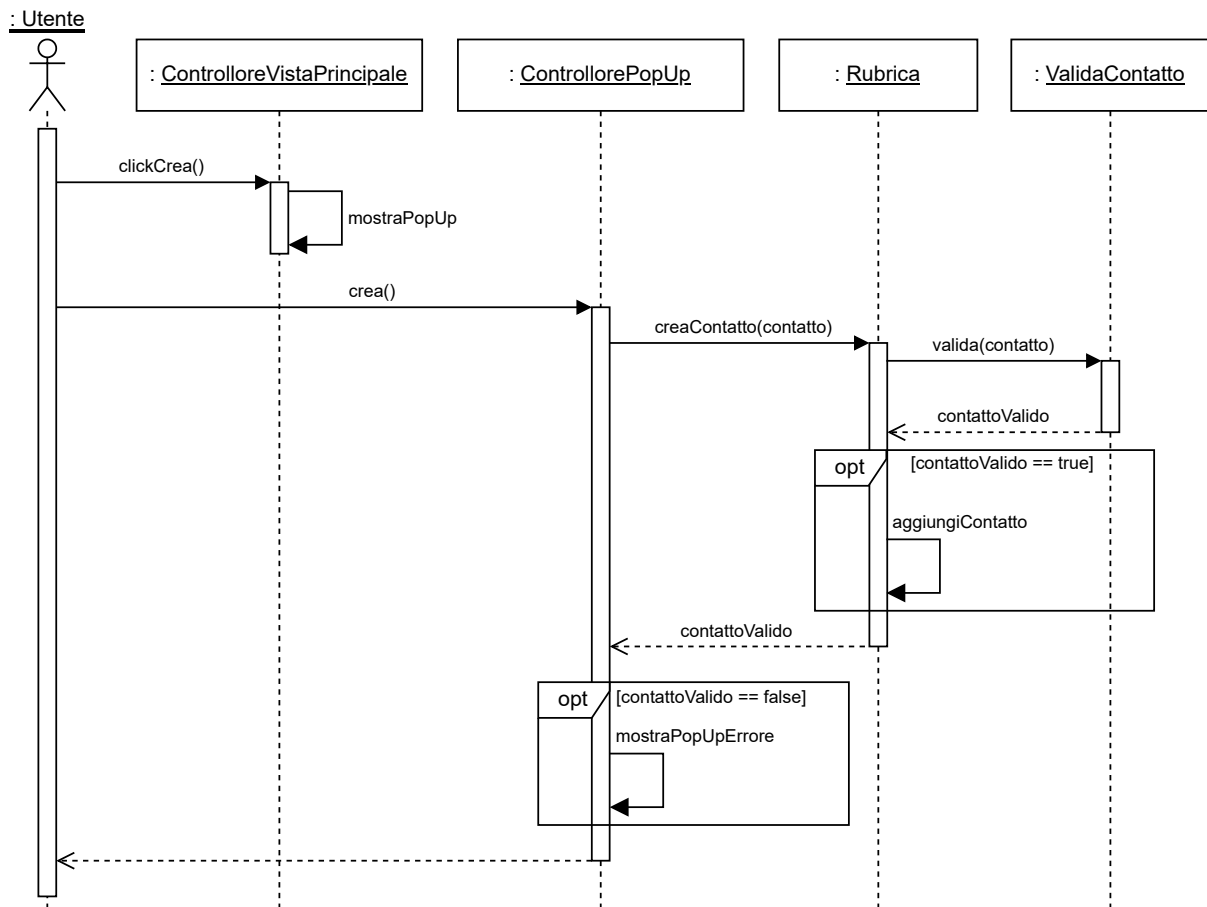 : Utente
: ControlloreVistaPrincipale
: ControllorePopUp
: Rubrica
: ValidaContatto
clickCrea()
mostraPopUp
crea()
creaContatto(contatto)
valida(contatto)
contattoValido
opt
[contattoValido == true]
aggiungiContatto
contattoValido
opt
[contattoValido == false]
mostraPopUpErrore